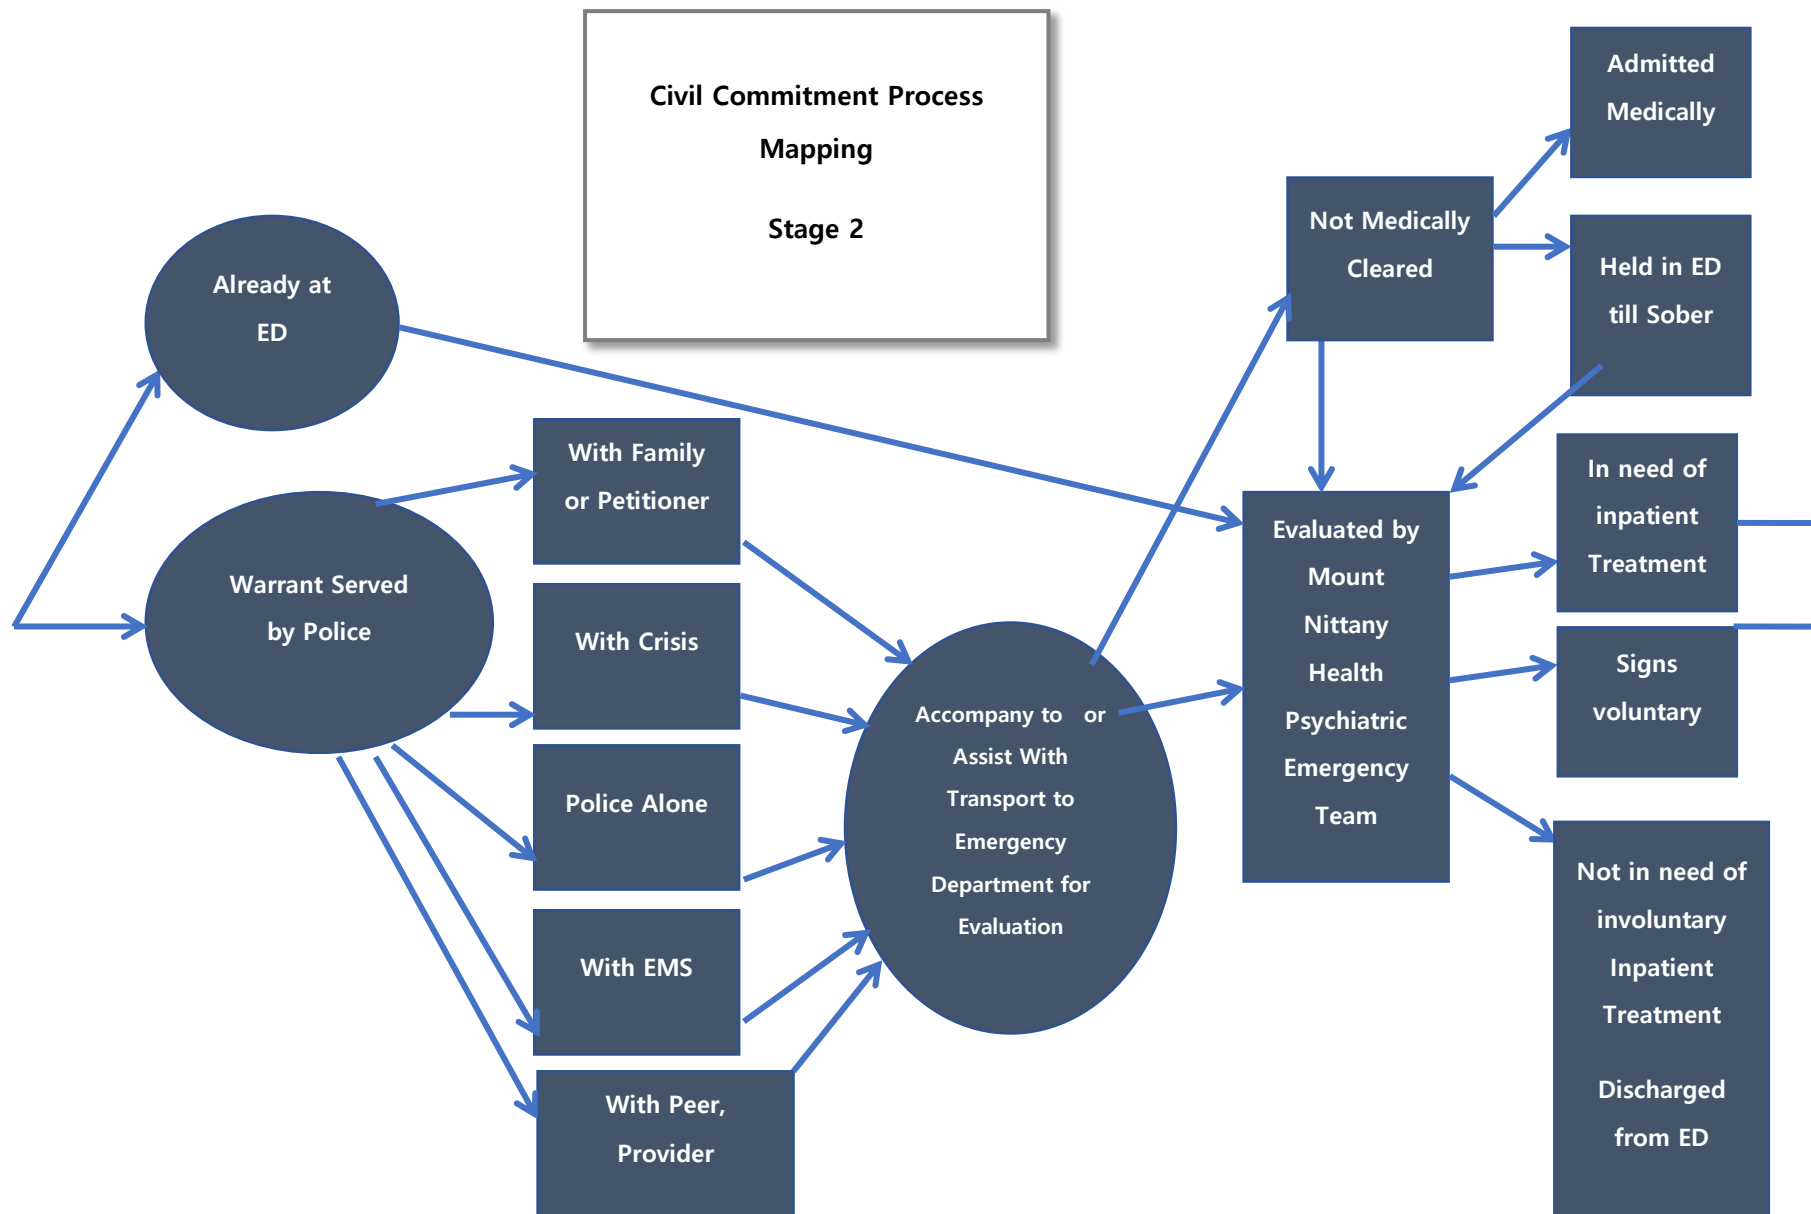 Civil Commitment Process
Mapping
Stage 2
Already at
ED
Warrant Served
by Police
With Family
or Petitioner
With Crisis
Police Alone
With EMS
With Peer,
Provider
Accompany to or
Assist With
Transport to
Emergency
Department for
Evaluation
Not Medically
Cleared
Admitted
Medically
Held in ED
till Sober
Evaluated by
Mount
Nittany
Health
Psychiatric
Emergency
Team
In need of
inpatient
Treatment
Signs
voluntary
Not in need of
involuntary
Inpatient
Treatment
Discharged
from ED